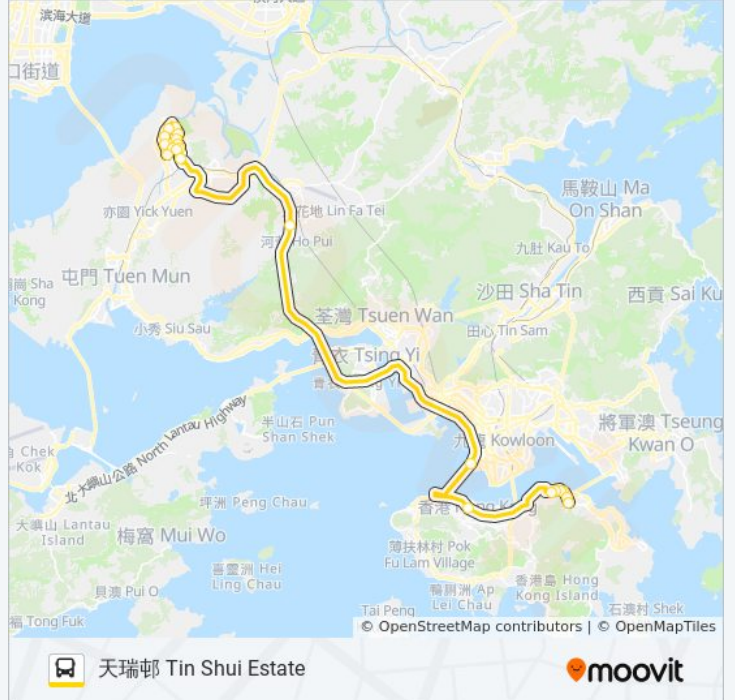 滨海大道
口街道
馬鞍山 Ma
On Shan
亦園 Yick Yuen
花地 Lin Fa Tei
Ho Pui
九肚 Kau To
屯門 Tuen Mun
Sha
Kong
沙田 Sha Tin
西貢 Sai Ku
荃灣 Tsuen Wan
小秀 Siu Sau
田心 Tin Sam
衣 Tsing Yi
半山石 Pun
Shan Shek
將軍澳 Tseung
Kwan O
九龍 Kowloon
Chek
Kok
北大嶼山公路 North Lantau Highway
坪洲 Peng Chau
香港
大嶼山 Lantau
Island
梅窩 Mui Wo
薄扶林村 Pok
Fu Lam Village
喜靈洲 Hei
Ling Chau
鴨脷洲 Ap
Lei Chau
香港島 Hong
Kong Island
貝澳 Pui O
Tai Peng
石澳村 Shek
福 Tong Fuk
© OpenStreetMap contributors | © OpenMapTiles
天瑞邨 Tin Shui Estate
moovit